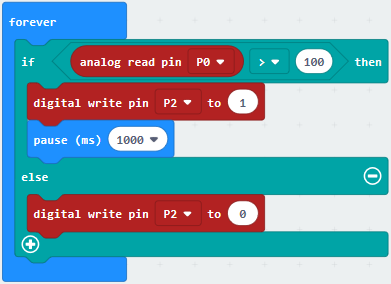 forever
if analog read pin P0 > 100 then
digital write pin P2 to 1
pause (ms) 1000
else
digital write pin P2 to 0